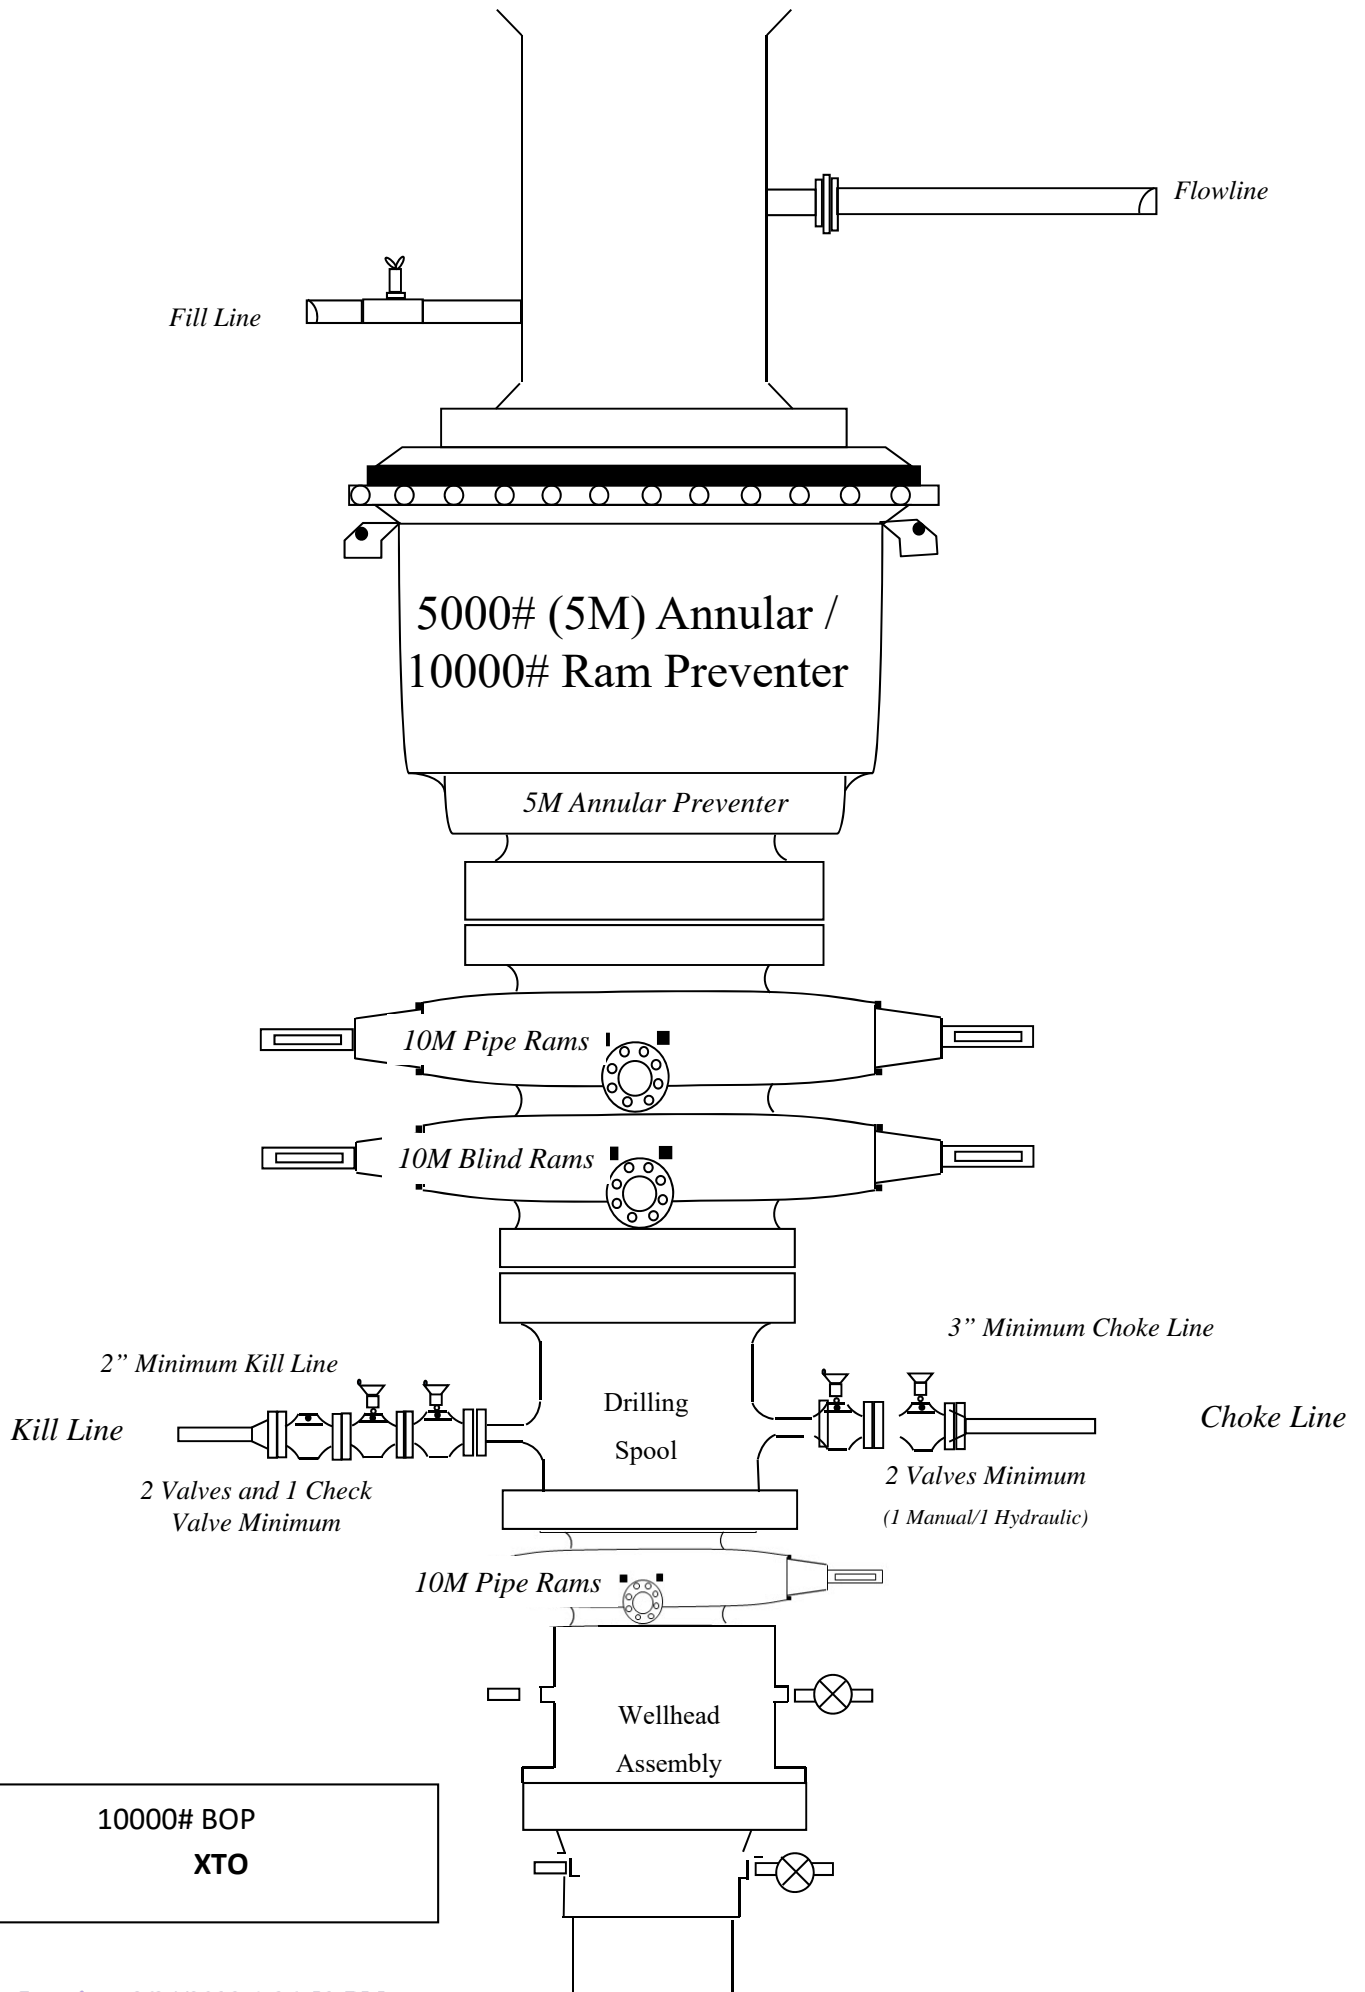 Flowline
Fill Line
5000# (5M) Annular /
10000# Ram Preventer
5M Annular Preventer
10M Pipe Rams
10M Blind Rams
3” Minimum Choke Line
2” Minimum Kill Line
Drilling
Spool
Kill Line
Choke Line
2 Valves and 1 Check
Valve Minimum
2 Valves Minimum
(1 Manual/1 Hydraulic)
10M Pipe Rams
Wellhead
Assembly
10000# BOP
XTO